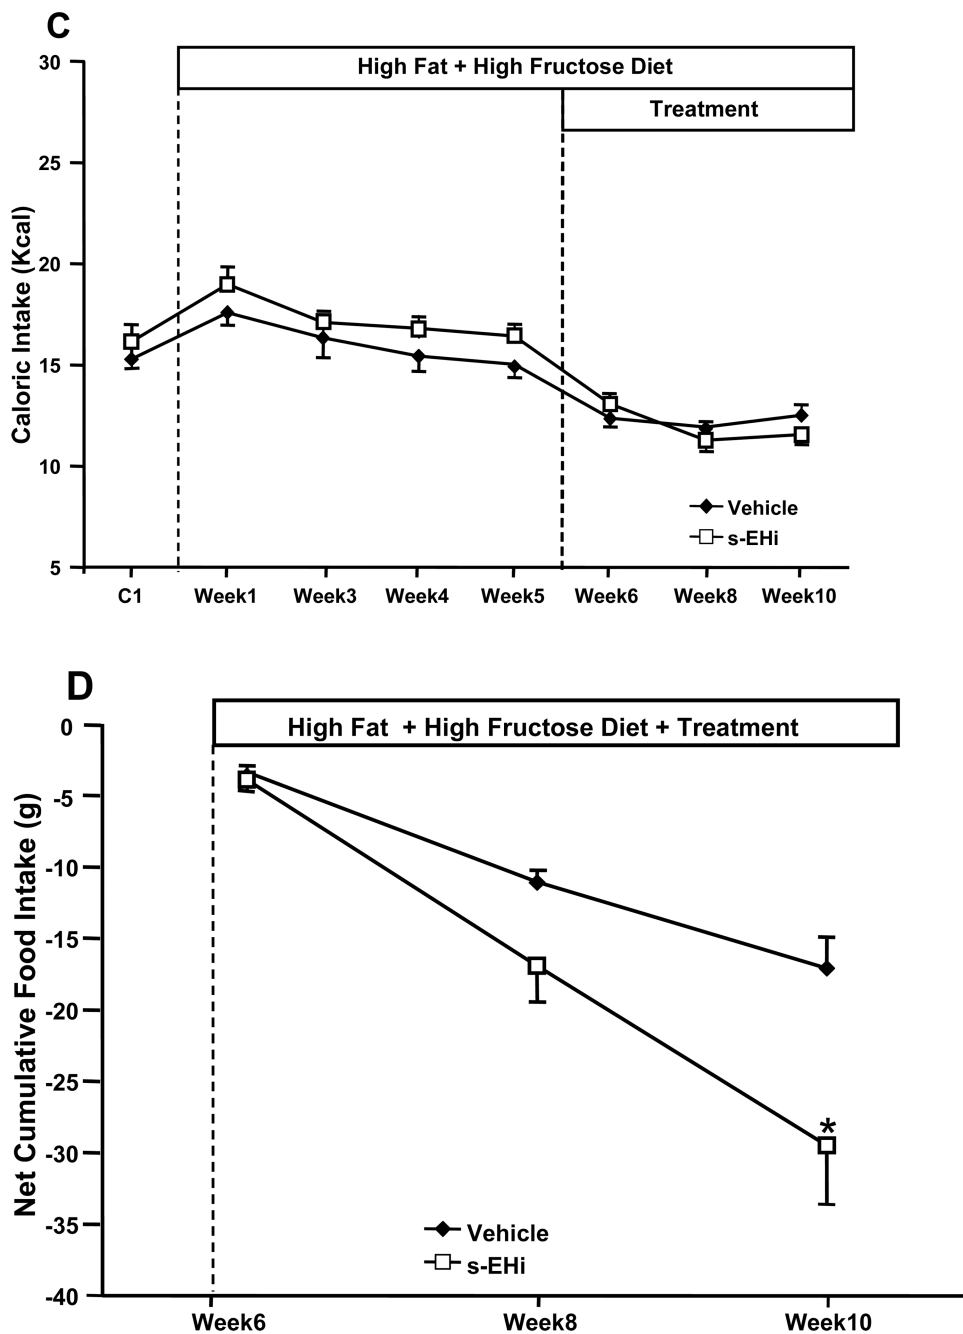 C
High Fat + High Fructose Diet
Treatment
Caloric Intake (Kcal)
30
25
20
15
10
5
Vehicle
s-EHi
C1 Week1 Week3 Week4 Week5 Week6 Week8 Week10
D
High Fat + High Fructose Diet + Treatment
Net Cumulative Food Intake (g)
0
-5
-10
-15
-20
-25
-30
-35
-40
*
Vehicle
s-EHi
Week6 Week8 Week10